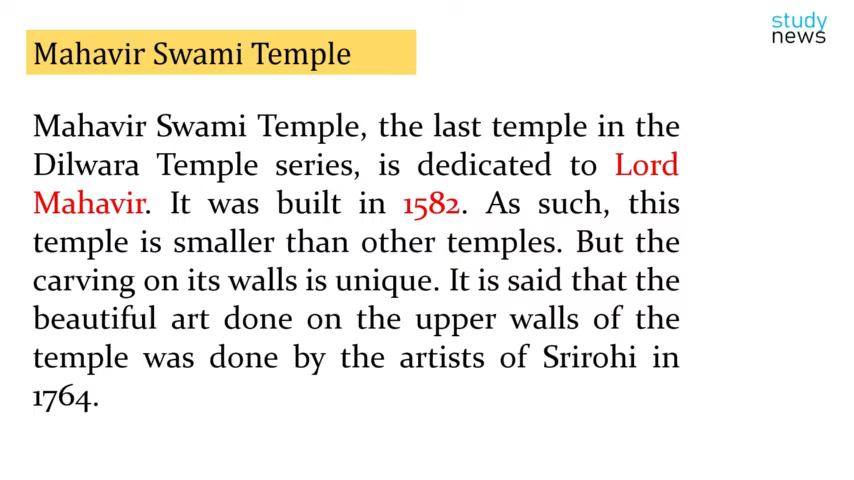 study
news
Mahavir Swami Temple
Mahavir Swami Temple, the last temple in the
Dilwara Temple series, is dedicated to Lord
Mahavir. It was built in 1582. As such, this
temple is smaller than other temples. But the
carving on its walls is unique. It is said that the
beautiful art done on the upper walls of the
temple was done by the artists of Srirohi in
1764.